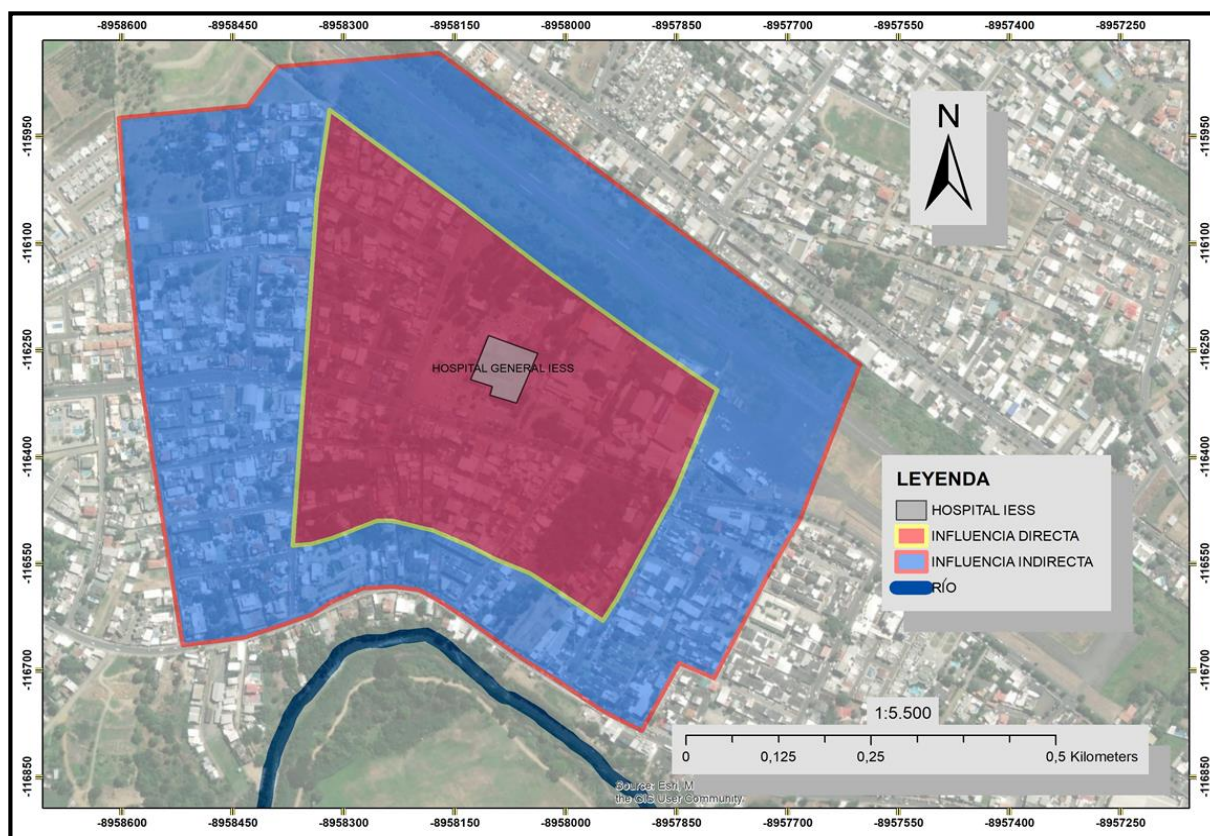 -8958600 -8958450 -8958300 -8958150 -8958000 -8957850 -8957700 -8957550 -8957400 -8957250
-115950 -115950
N
-116100 -116100
-116250 -116250
HOSPITAL GENERAL IESS
-116400 -116400
LEYENDA
HOSPITAL IESS
INFLUENCIA DIRECTA
INFLUENCIA INDIRECTA
RÍO
-116550 -116550
-116700 -116700
1:5.500
0 0,125 0,25 0,5 Kilometers
-116850 -116850
Source: Esri, M
the GIS User Community
-8958600 -8958450 -8958300 -8958150 -8958000 -8957850 -8957700 -8957550 -8957400 -8957250